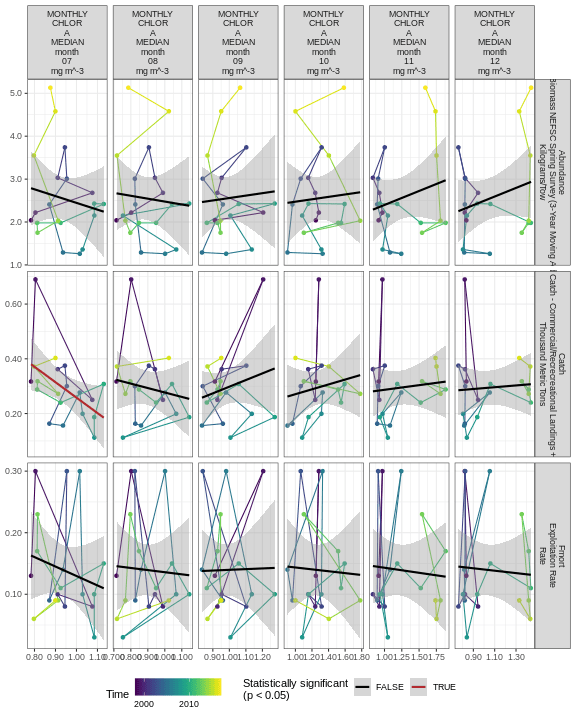 MONTHLY
CHLOR
A
MEDIAN
month
07
mg m^-3
MONTHLY
CHLOR
A
MEDIAN
month
08
mg m^-3
MONTHLY
CHLOR
A
MEDIAN
month
09
mg m^-3
MONTHLY
CHLOR
A
MEDIAN
month
10
mg m^-3
MONTHLY
CHLOR
A
MEDIAN
month
11
mg m^-3
MONTHLY
CHLOR
A
MEDIAN
month
12
mg m^-3
5.0
4.0
3.0
2.0
1.0
Abundance
Biomass NEFSC Spring Survey (3-Year Moving A
Kilograms/Tow
0.60
0.40
0.20
Catch
Catch - Commercial/Recreational Landings +
Thousand Metric Tons
0.30
0.20
0.10
Fmort
Exploitation Rate
Rate
0.80 0.90 1.00 1.10
0.700.800.901.001.100
0.901.001.101.20
1.001.201.401.601.80
1.001.251.501.75
0.90 1.10 1.30
Time
2000 2010
Statistically significant
(p < 0.05)
FALSE
TRUE